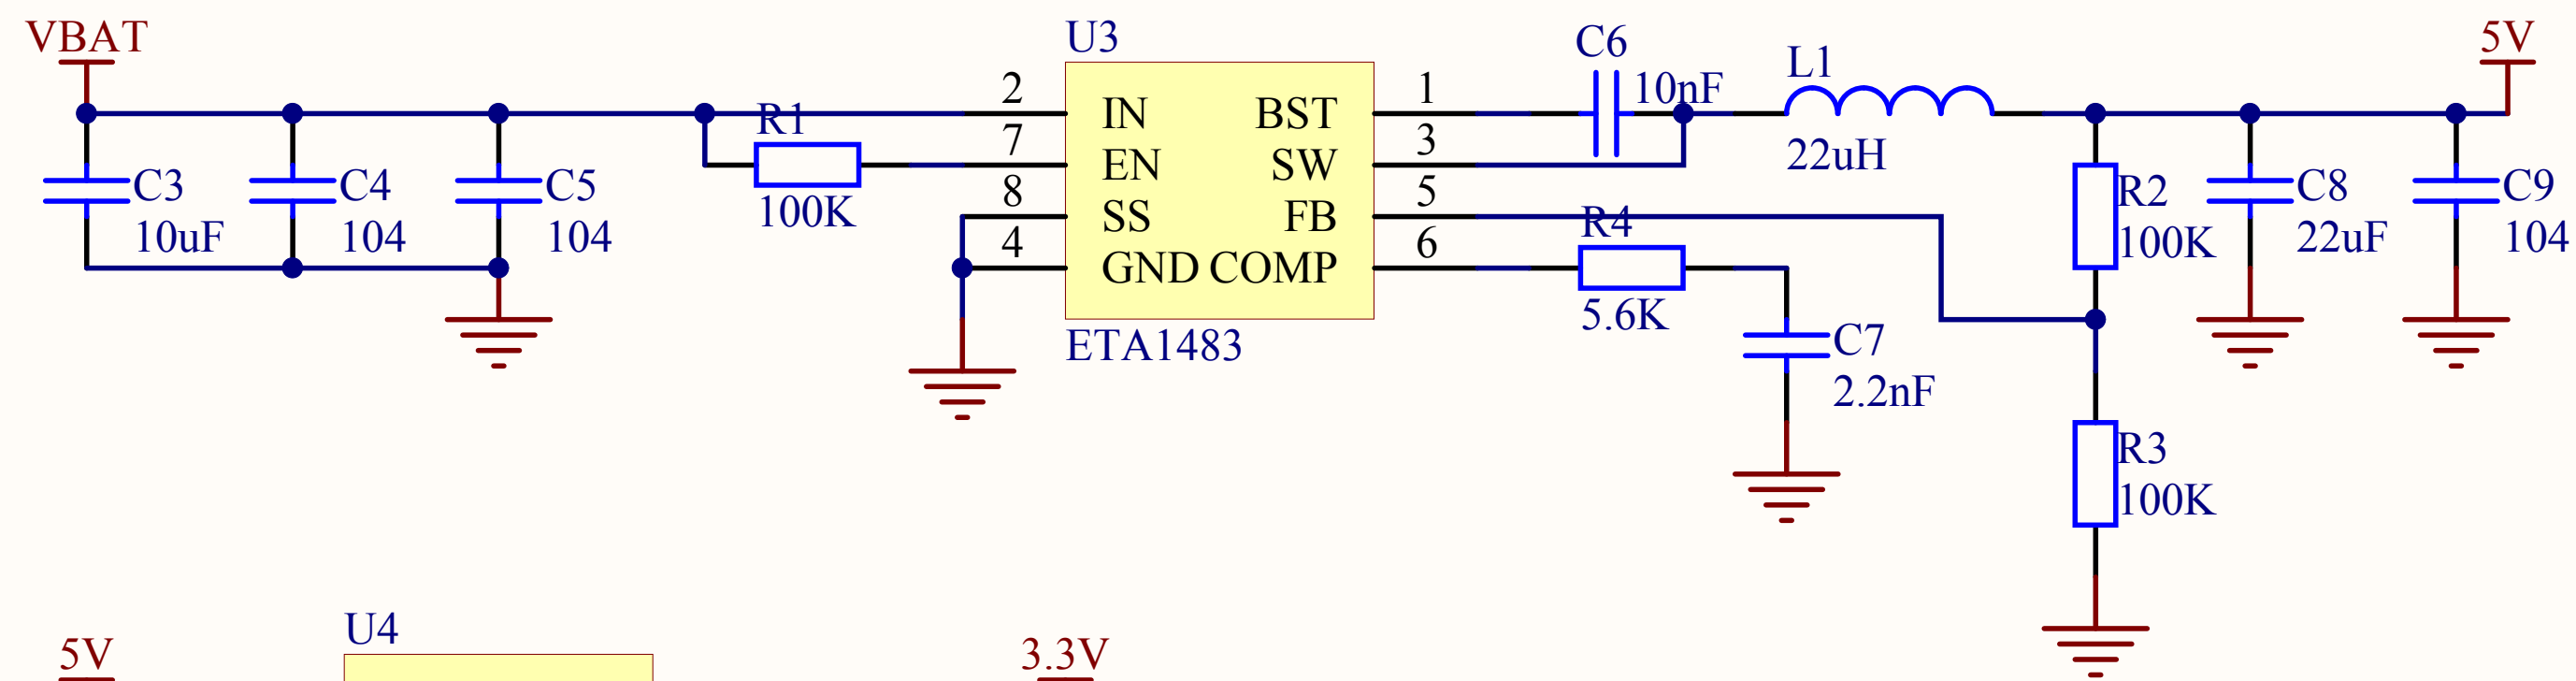 VBAT
U3
C6
10nF
L1
22uH
5V
2
7
8
4
IN
EN
SS
GND
BST
SW
FB
COMP
1
3
5
6
ETA1483
R1
100K
C3
10uF
C4
104
C5
104
R4
5.6K
C7
2.2nF
R2
100K
C8
22uF
C9
104
R3
100K
5V
U4
3.3V